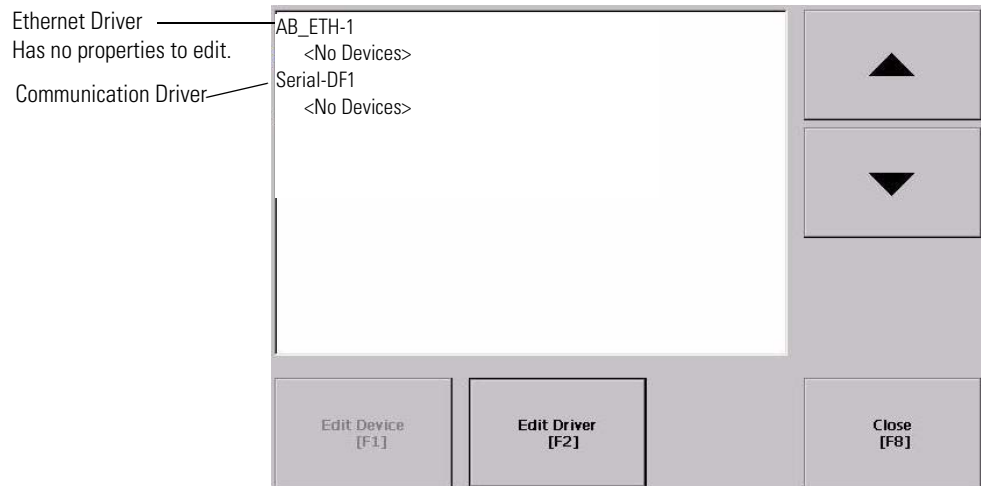 Ethernet Driver
Has no properties to edit.
Communication Driver
AB_ETH-1
<No Devices>
Serial-DF1
<No Devices>
Edit Device
[F1]
Edit Driver
[F2]
Close
[F8]